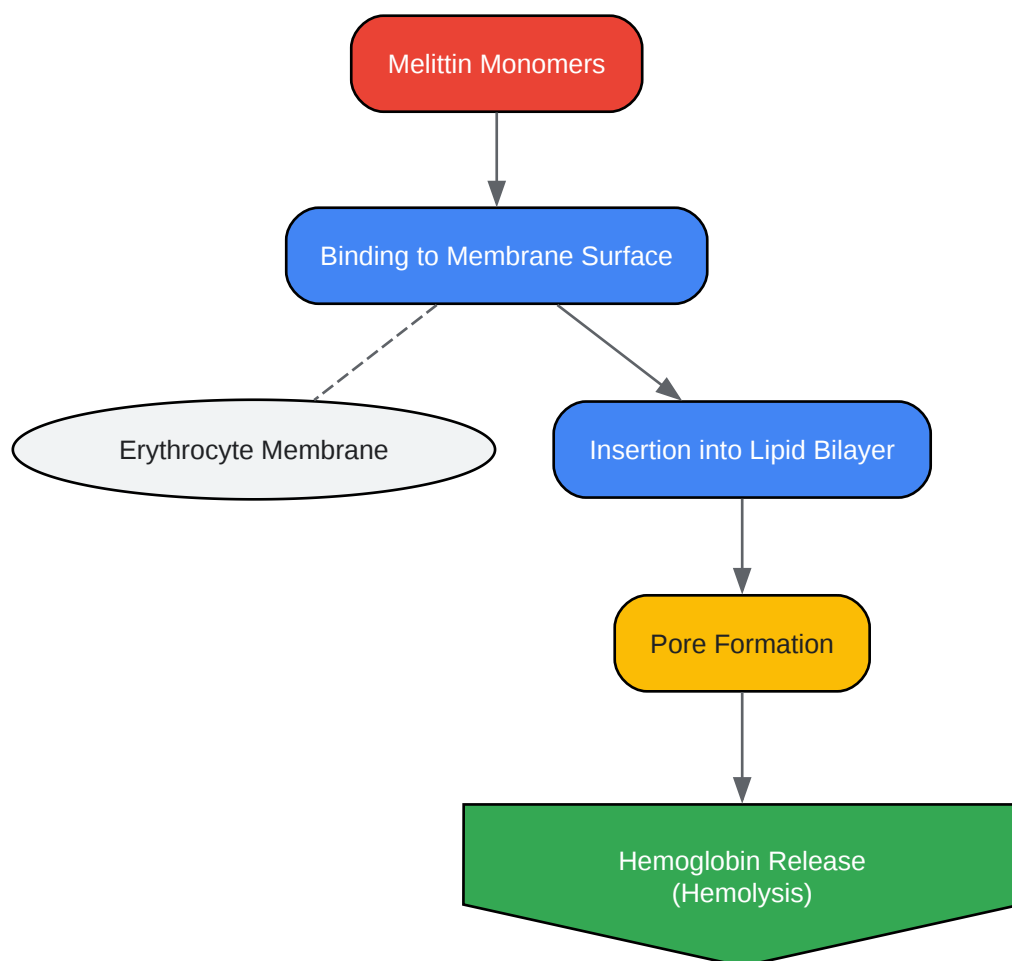 Melittin Monomers
Binding to Membrane Surface
Erythrocyte Membrane
Insertion into Lipid Bilayer
Pore Formation
Hemoglobin Release
(Hemolysis)